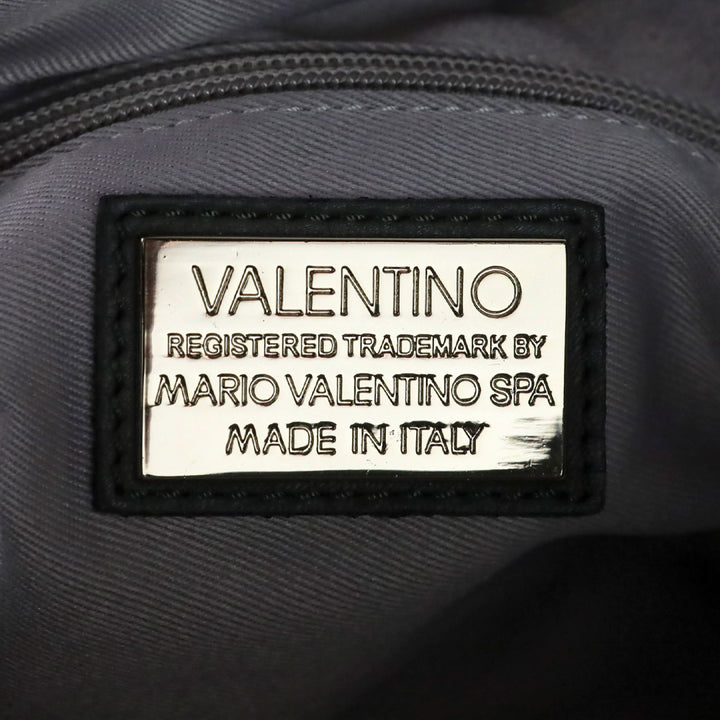 VALENTINO
REGISTERED TRADEMARK BY
MARIO VALENTINO SPA
MADE IN ITALY